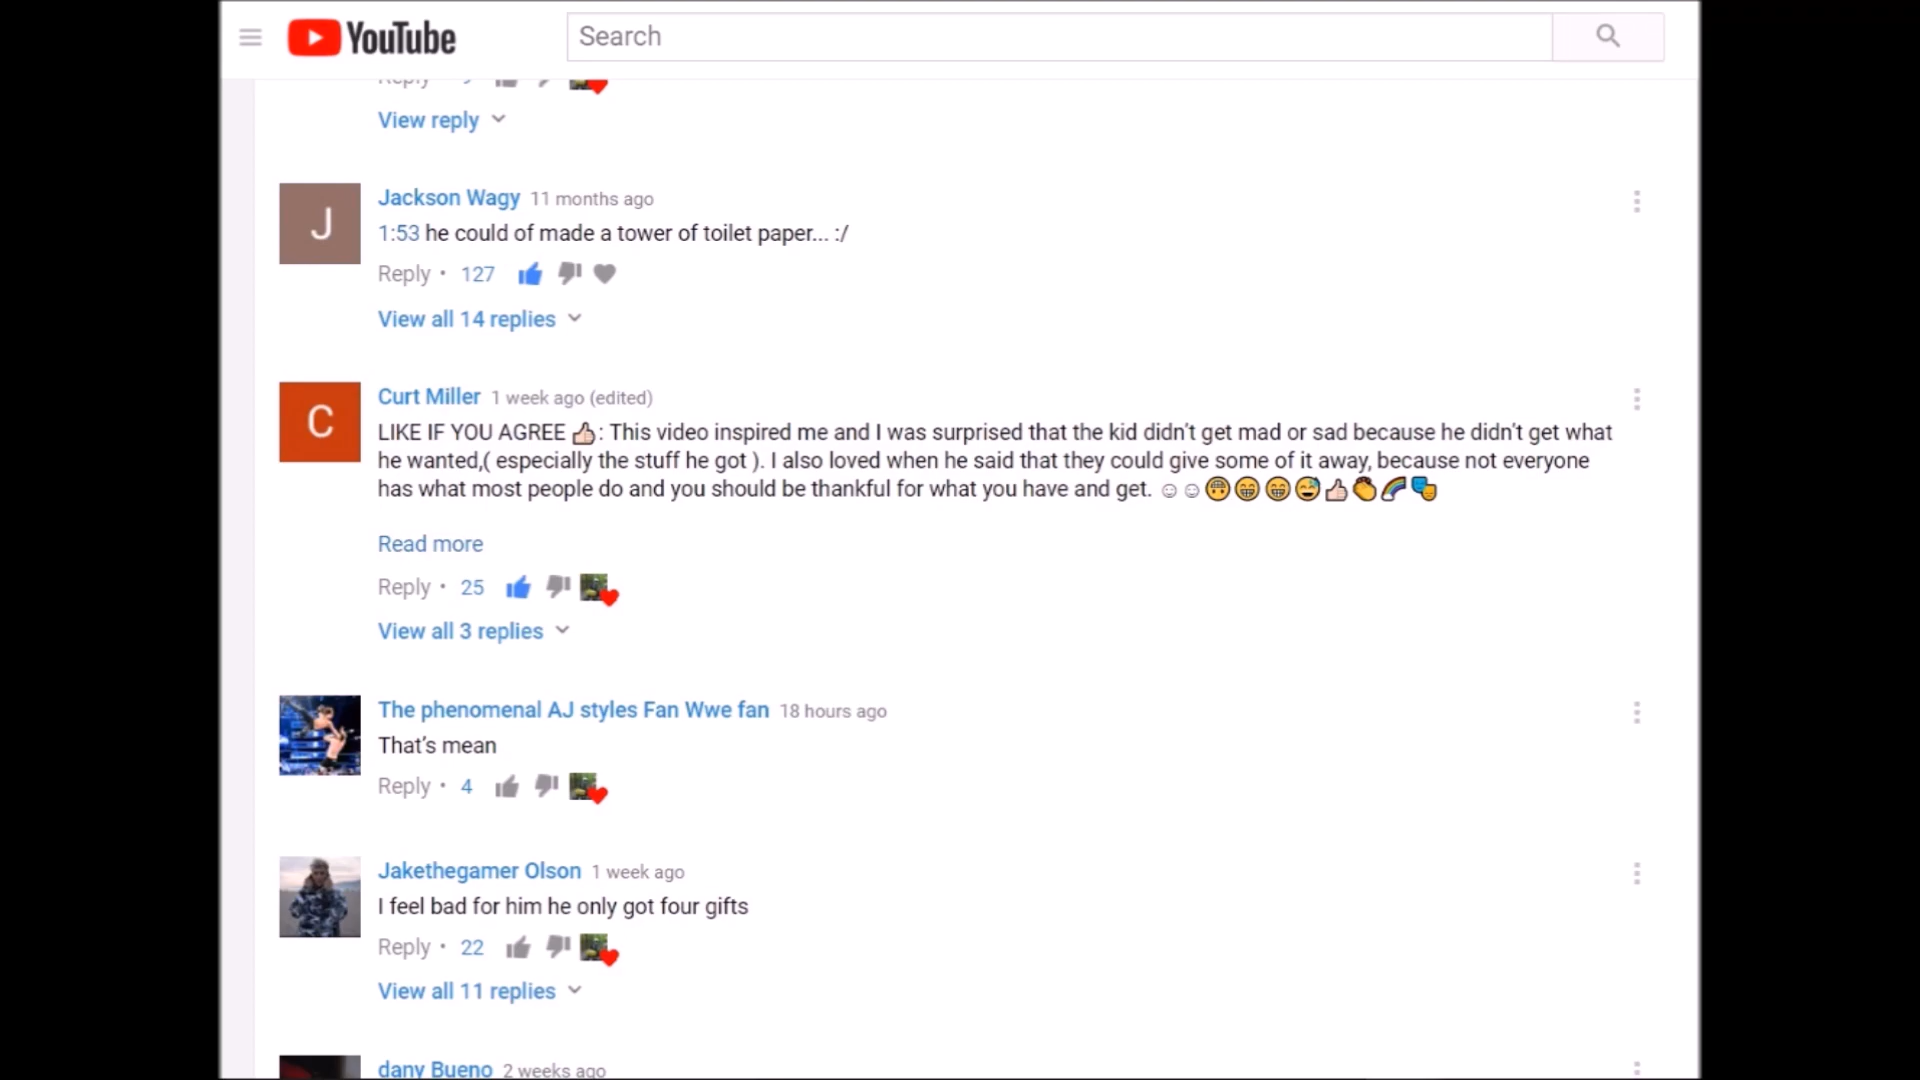 YouTube
Search
Reply 9
View reply
J
Jackson Wagy 11 months ago
1:53 he could of made a tower of toilet paper... :/
Reply • 127
View all 14 replies
C
Curt Miller 1 week ago (edited)
LIKE IF YOU AGREE 👍🏻: This video inspired me and I was surprised that the kid didn't get mad or sad because he didn't get what
he wanted,( especially the stuff he got ). I also loved when he said that they could give some of it away, because not everyone
has what most people do and you should be thankful for what you have and get. ☺☺🙃😁😁😅👍🏻👏🌈🎭
Read more
Reply • 25
View all 3 replies
The phenomenal AJ styles Fan Wwe fan 18 hours ago
That's mean
Reply • 4
Jakethegamer Olson 1 week ago
I feel bad for him he only got four gifts
Reply • 22
View all 11 replies
dany Bueno 2 weeks ago